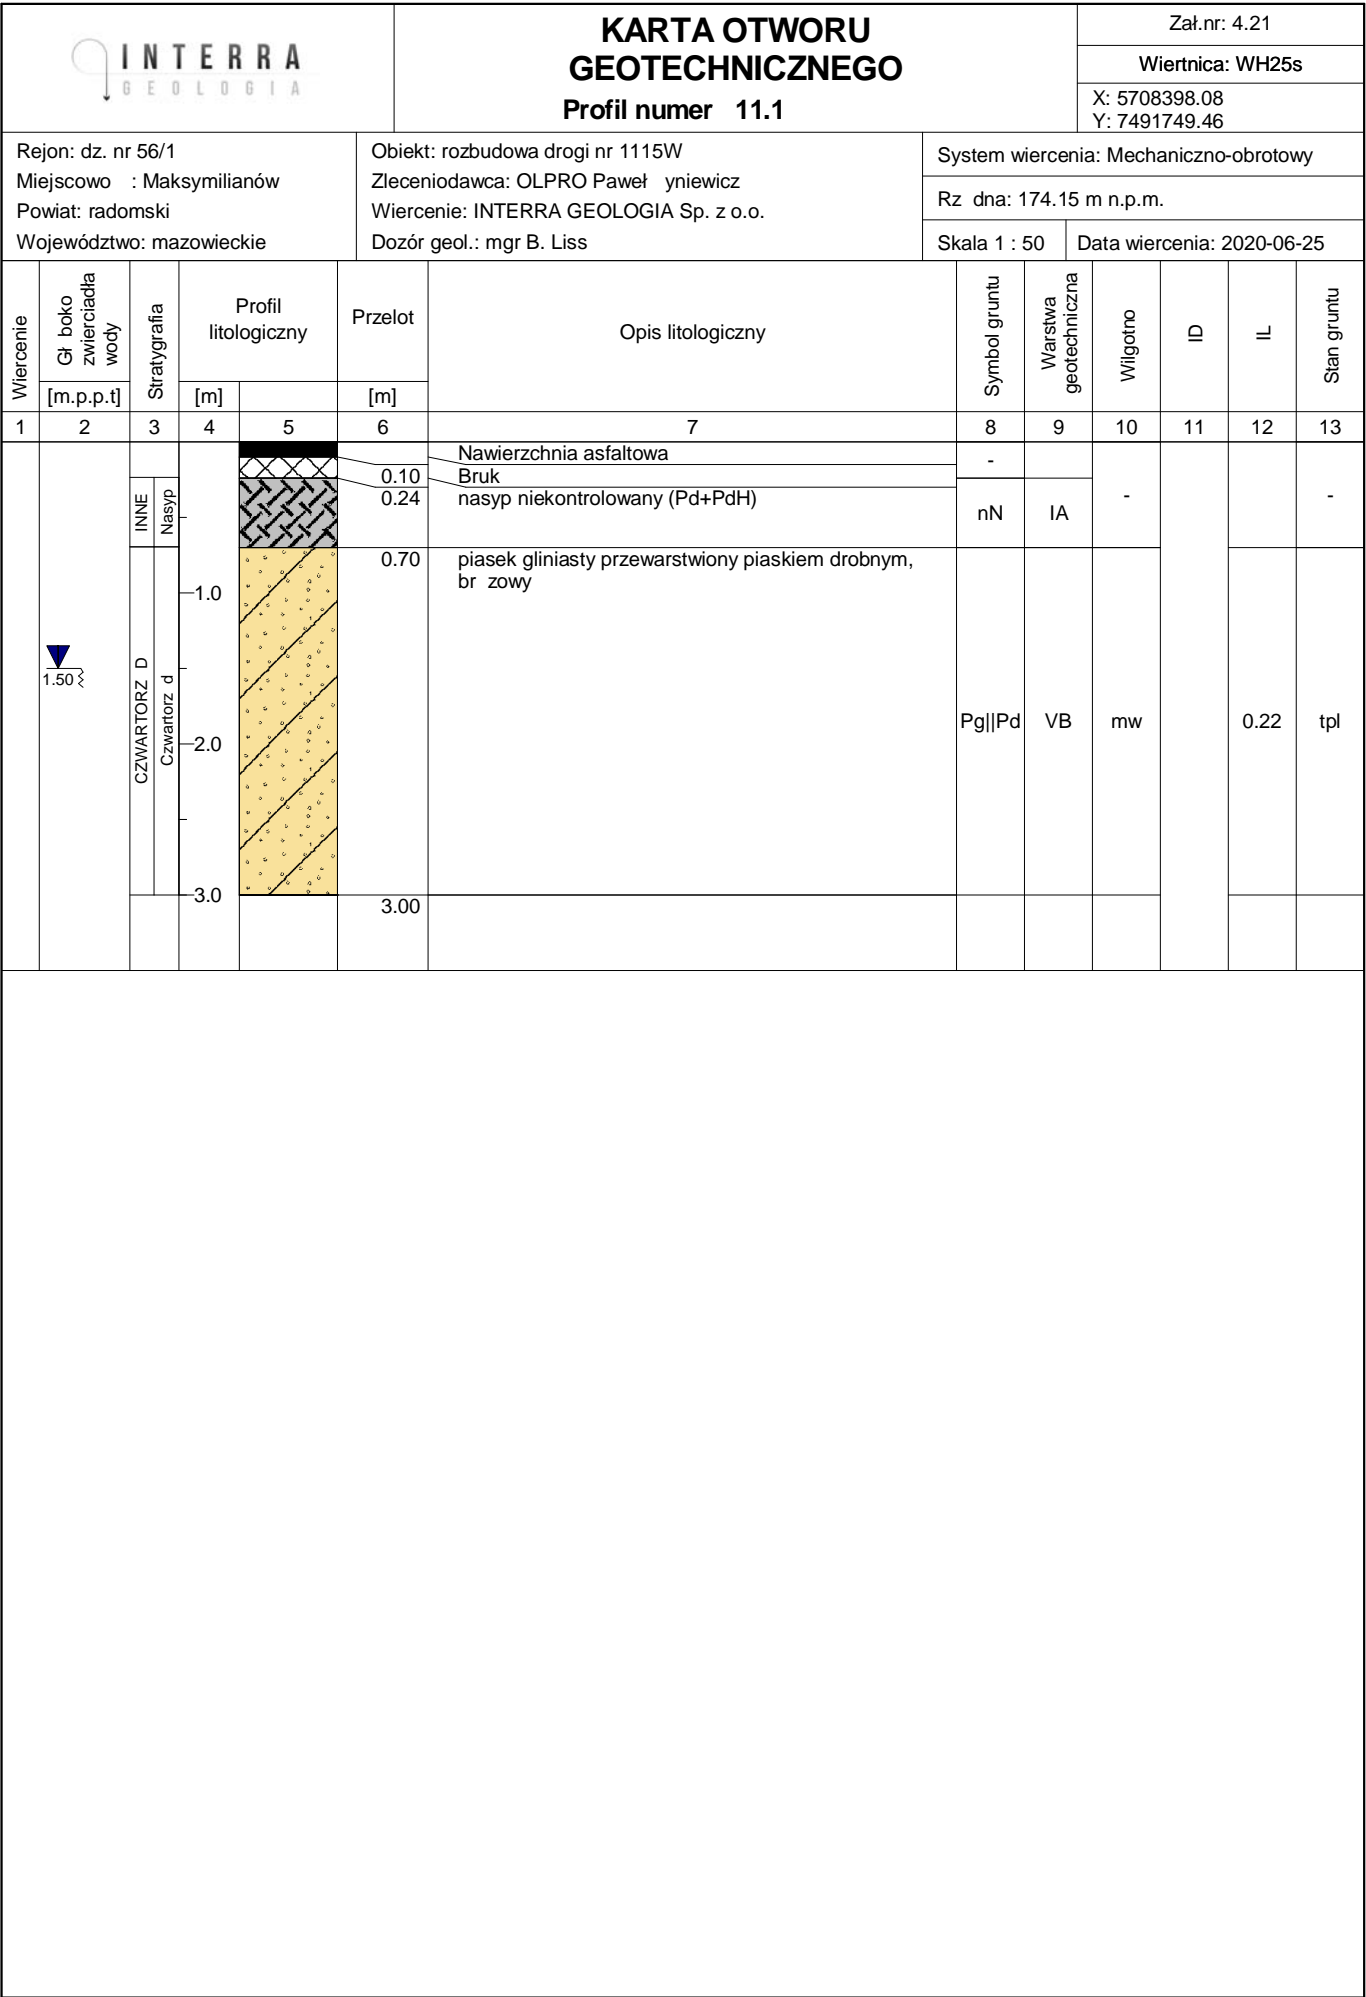 INTERRA
GEOLOGIA
KARTA OTWORU
GEOTECHNICZNEGO
Profil numer 11.1
Zał.nr: 4.21
Wiertnica: WH25s
X: 5708398.08
Y: 7491749.46
Rejon: dz. nr 56/1
Miejscowo : Maksymilianów
Powiat: radomski
Województwo: mazowieckie
Obiekt: rozbudowa drogi nr 1115W
Zleceniodawca: OLPRO Paweł yniewicz
Wiercenie: INTERRA GEOLOGIA Sp. z o.o.
Dozór geol.: mgr B. Liss
System wiercenia: Mechaniczno-obrotowy
Rz dna: 174.15 m n.p.m.
Skala 1 : 50
Data wiercenia: 2020-06-25
Wiercenie
Gł boko
zwierciadła
wody
[m.p.p.t]
Stratygrafia
Profil
litologiczny
[m]
Przelot
[m]
Opis litologiczny
Symbol gruntu
Warstwa
geotechniczna
Wilgotno
ID
IL
Stan gruntu
1 2 3 4 5 6 7 8 9 10 11 12 13
Nawierzchnia asfaltowa
-
0.10 Bruk
0.24 nasyp niekontrolowany (Pd+PdH)
INNE
Nasyp
nN IA - -
0.70 piasek gliniasty przewarstwiony piaskiem drobnym,
br zowy
1.0
1.50
CZWARTORZ D
Czwartorz d
2.0
Pg||Pd VB mw 0.22 tpl
3.0
3.00